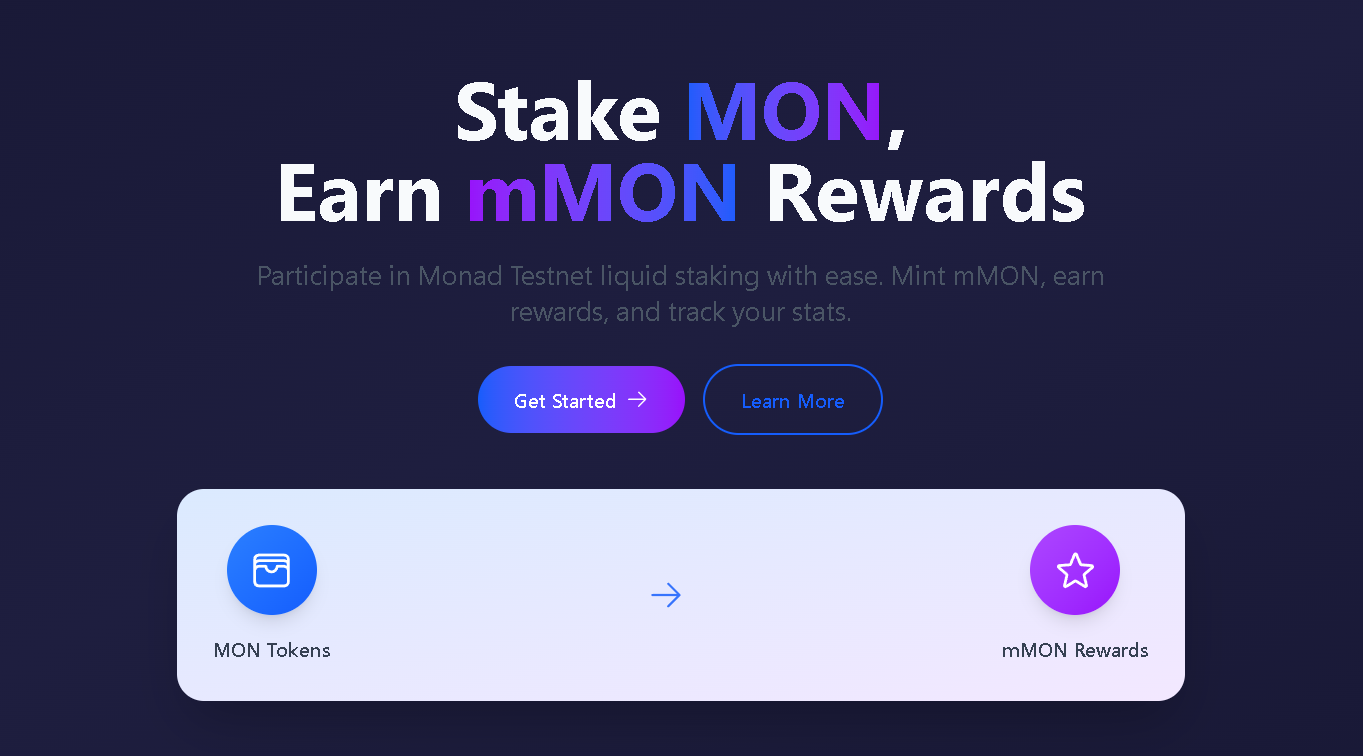 Stake MON,
Earn mMON Rewards
Participate in Monad Testnet liquid staking with ease. Mint mMON, earn
rewards, and track your stats.
Get Started →
Learn More
→
MON Tokens
mMON Rewards